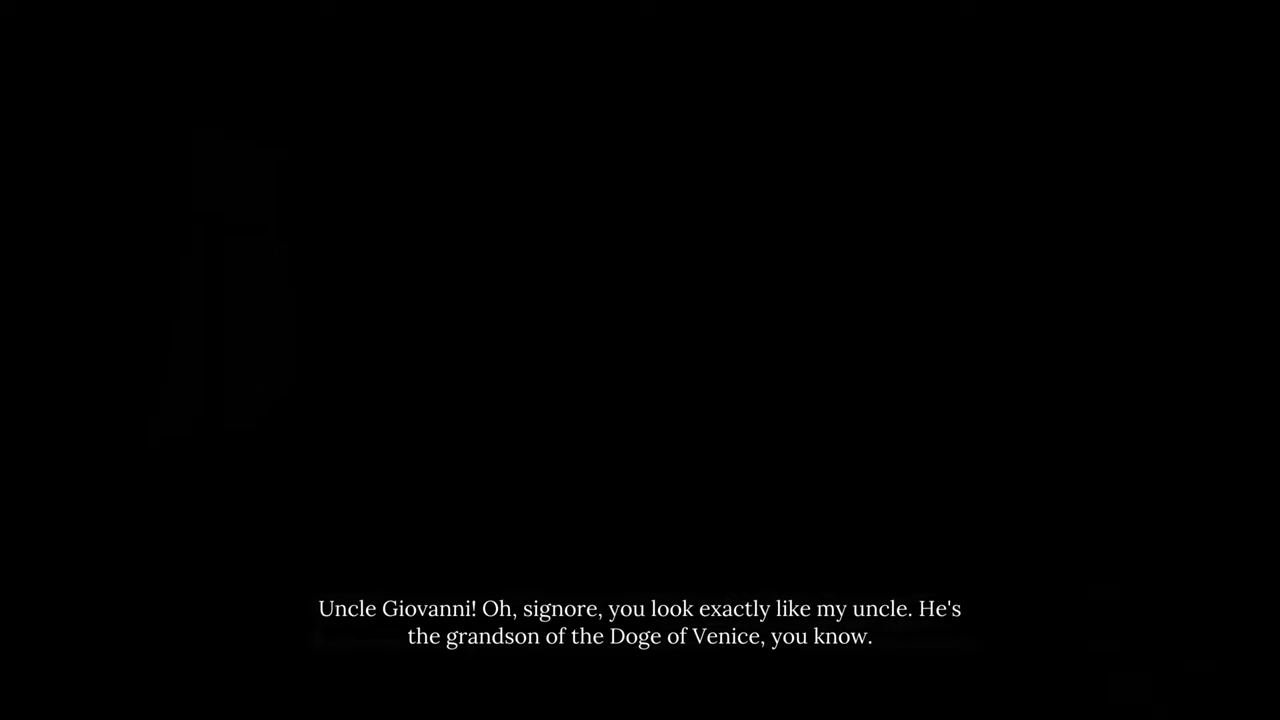 Uncle Giovanni! Oh, signore, you look exactly like my uncle. He's
the grandson of the Doge of Venice, you know.